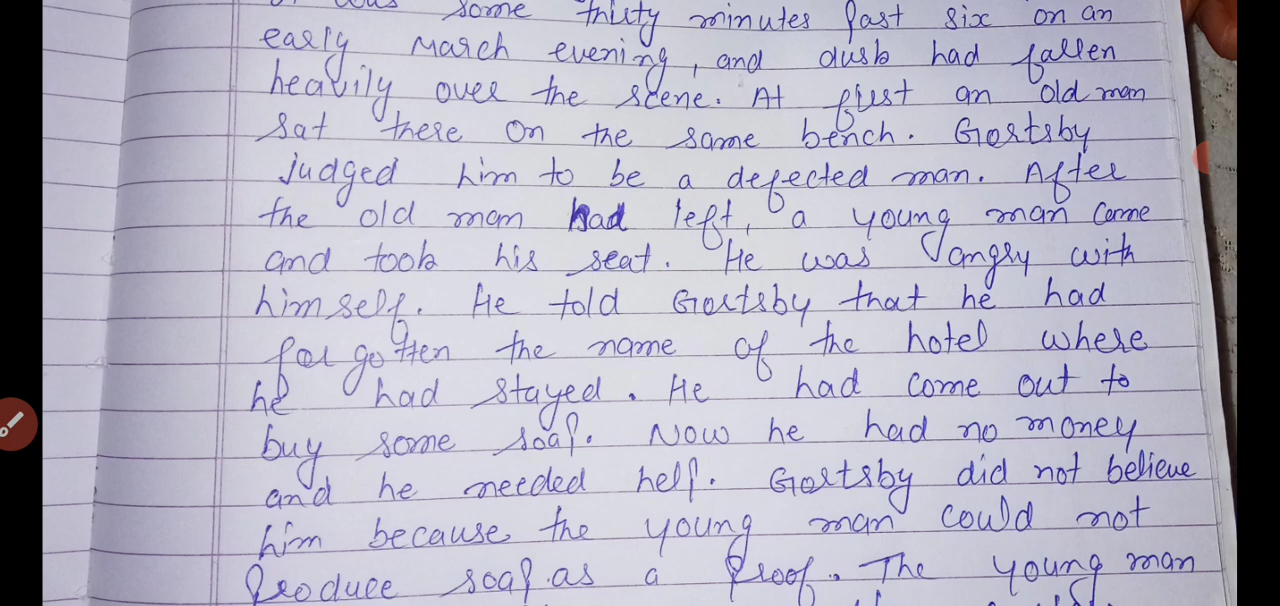 some thirty minutes past six on an
early March evening, and dusk had fallen
heavily over the scene. At first an old man
sat there on the same bench. Gortsby
judged him to be a defected man. After
the old man had left, a young man came
and took his seat. He was angry with
himself. He told Gortsby that he had
forgotten the name of the hotel where
he had stayed. He had come out to
buy some soap. Now he had no money
and he needed help. Gortsby did not believe
him because the young man could not
Produce soap as a Proof. The young man